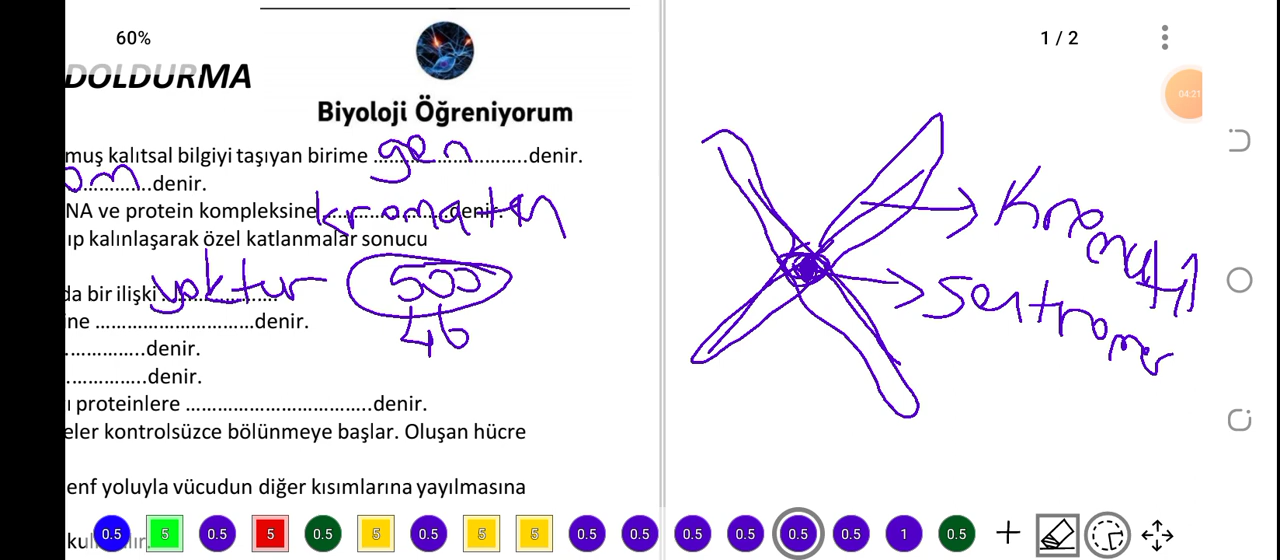 60%
1 / 2
DOLDURMA
04:21
Biyoloji Öğreniyorum
muş kalıtsal bilgiyi taşıyan birime gen ..............................denir.
om ..............denir.
NA ve protein kompleksine kromatin ........................denir.
ıp kalınlaşarak özel katlanmalar sonucu
da bir ilişki yoktur ......................
500
46
ine ..............................denir.
...............denir.
...............denir.
ı proteinlere ...................................denir.
eler kontrolsüzce bölünmeye başlar. Oluşan hücre
enf yoluyla vücudun diğer kısımlarına yayılmasına
Kromatit
Sentromer
0.5 5 0.5 5 0.5 5 0.5 5 5 0.5 0.5 0.5 0.5 0.5 0.5 1 0.5